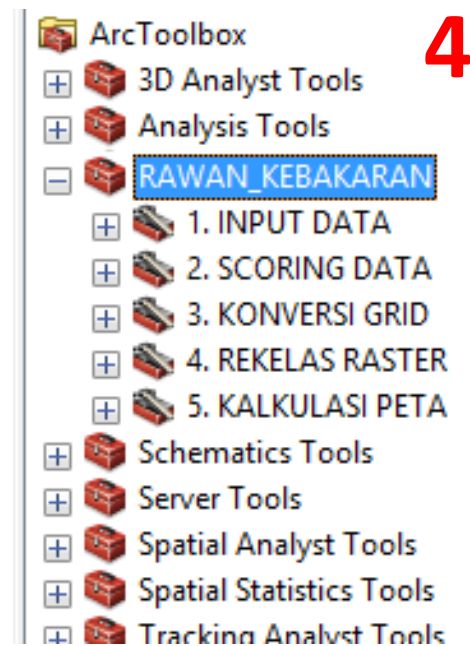 ArcToolbox
4
3D Analyst Tools
Analysis Tools
RAWAN_KEBAKARAN
1. INPUT DATA
2. SCORING DATA
3. KONVERSI GRID
4. REKELAS RASTER
5. KALKULASI PETA
Schematics Tools
Server Tools
Spatial Analyst Tools
Spatial Statistics Tools
Tracking Analyst Tools